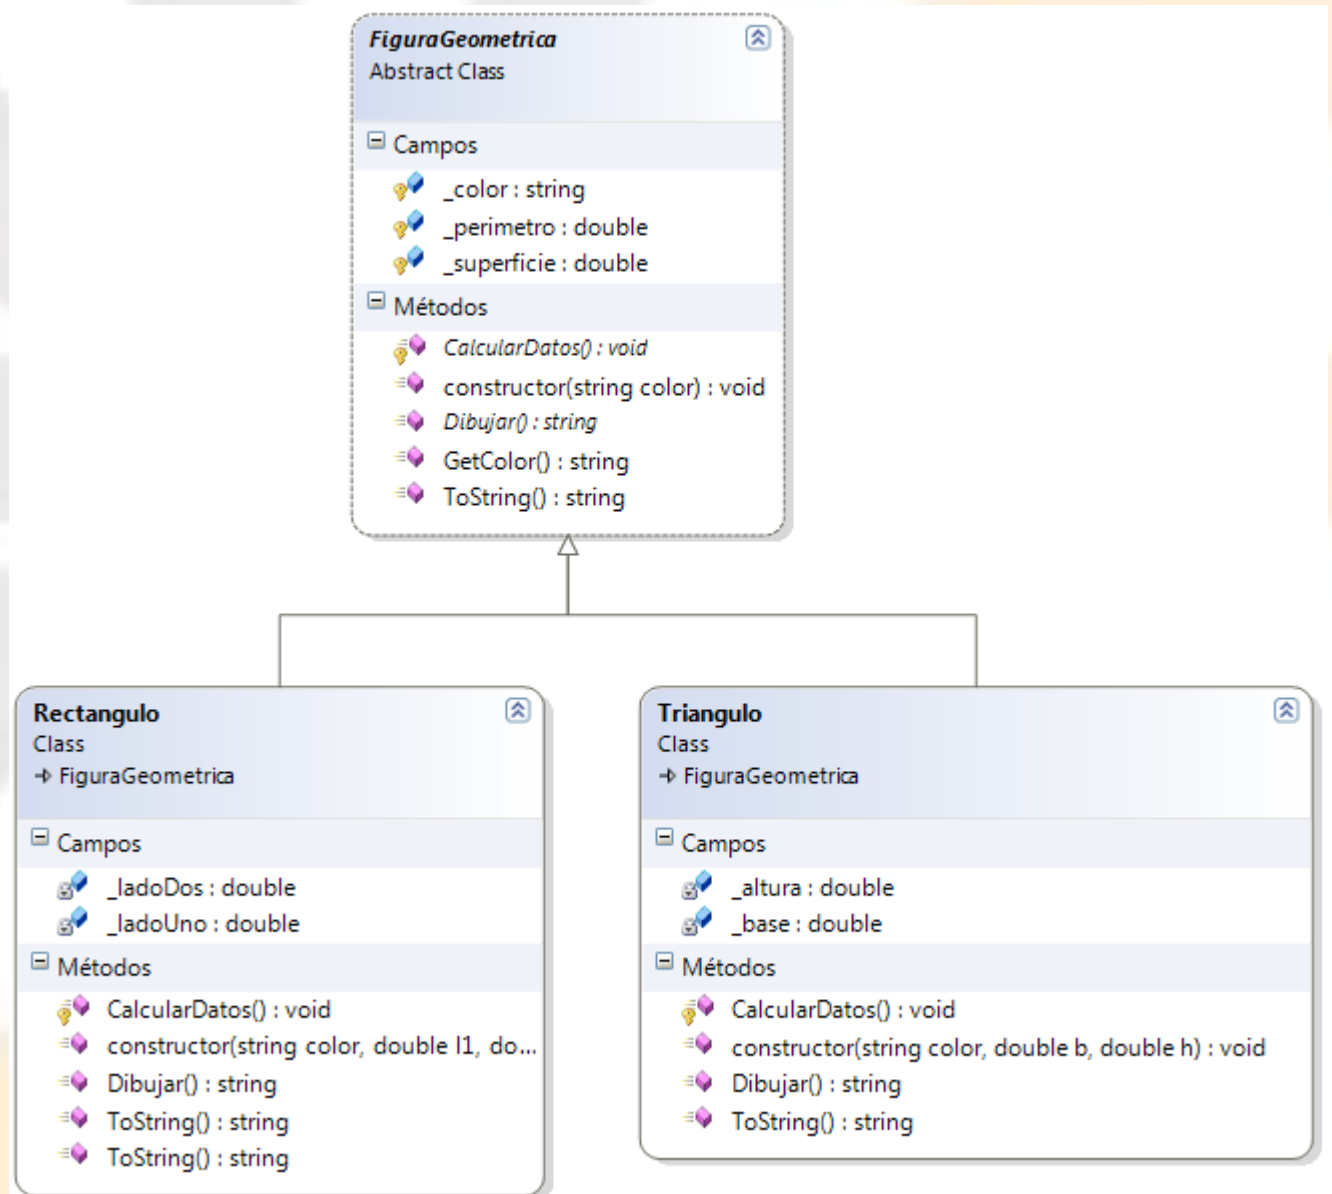 FiguraGeometrica
Abstract Class
Campos
_color : string
_perimetro : double
_superficie : double
Métodos
CalcularDatos() : void
constructor(string color) : void
Dibujar() : string
GetColor() : string
ToString() : string
Rectangulo
Class
FiguraGeometrica
Campos
_ladoDos : double
_ladoUno : double
Métodos
CalcularDatos() : void
constructor(string color, double l1, do...
Dibujar() : string
ToString() : string
ToString() : string
Triangulo
Class
FiguraGeometrica
Campos
_altura : double
_base : double
Métodos
CalcularDatos() : void
constructor(string color, double b, double h) : void
Dibujar() : string
ToString() : string